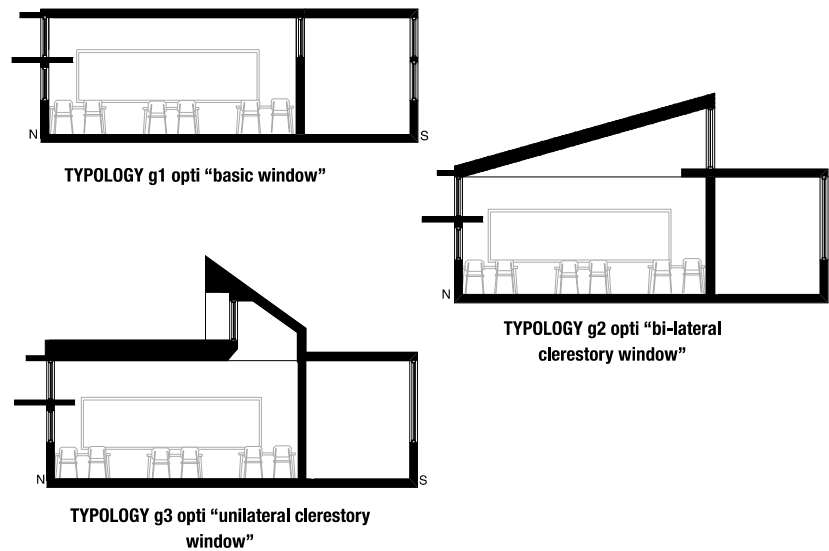 N
S
TYPOLOGY g1 opti “basic window”
N
TYPOLOGY g2 opti “bi-lateral
clerestory window”
N
S
TYPOLOGY g3 opti “unilateral clerestory
window”